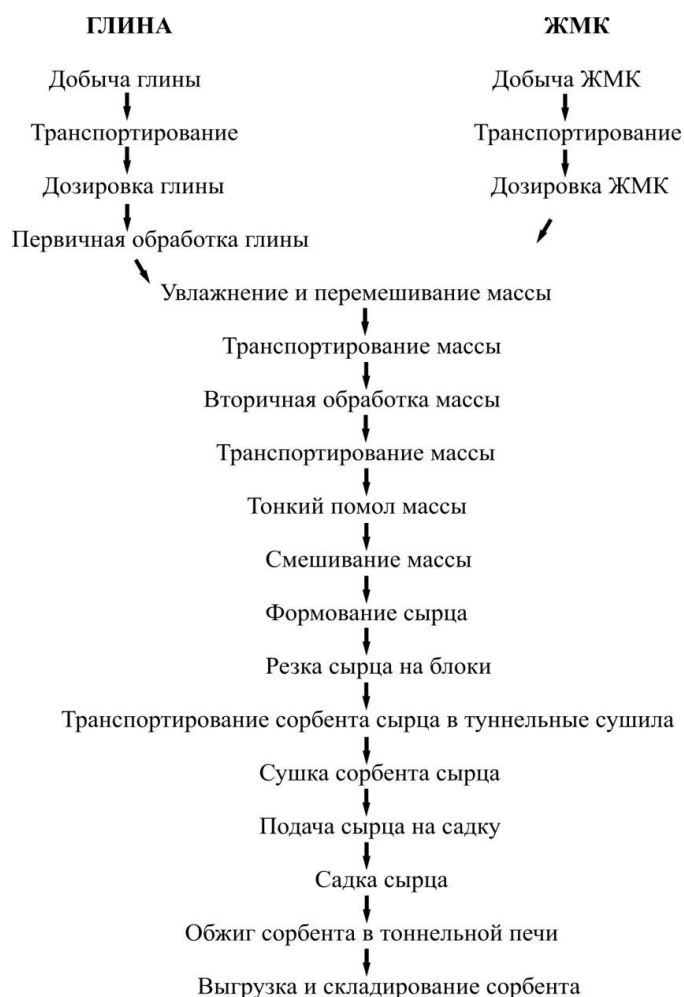 ГЛИНА
ЖМК
Добыча глины
Добыча ЖМК
Транспортирование
Транспортирование
Дозировка глины
Дозировка ЖМК
Первичная обработка глины
Увлажнение и перемешивание массы
Транспортирование массы
Вторичная обработка массы
Транспортирование массы
Тонкий помол массы
Смешивание массы
Формование сырца
Резка сырца на блоки
Транспортирование сорбента сырца в туннельные сушила
Сушка сорбента сырца
Подача сырца на садку
Садка сырца
Обжиг сорбента в тоннельной печи
Выгрузка и складирование сорбента